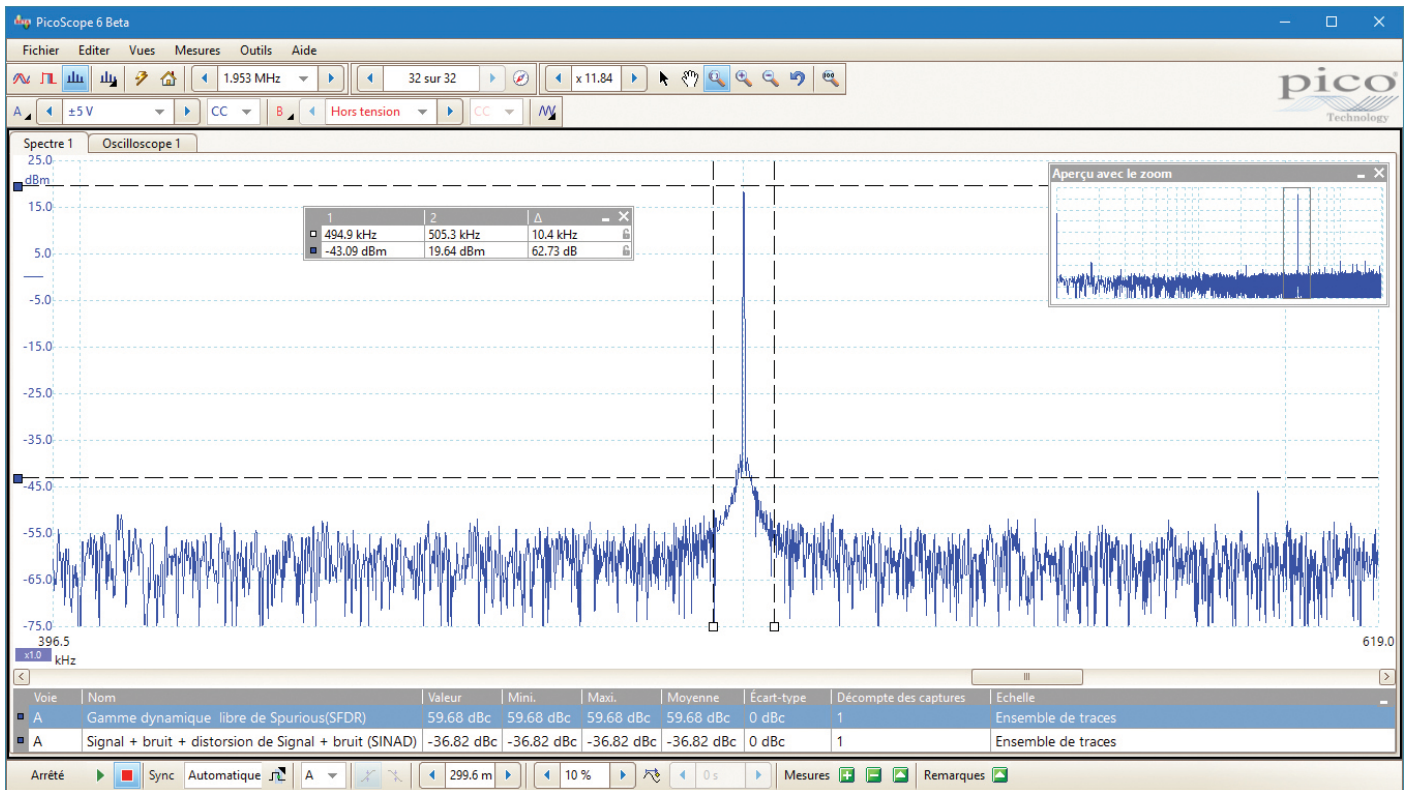 PicoScope 6 Beta
Fichier Editer Vues Mesures Outils Aide
1.953 MHz 32 sur 32 x 11.84
pico
Technology
A ±5 V CC B Hors tension CC
Spectre 1 Oscilloscope 1
25.0
dBm
15.0
5.0
-5.0
-15.0
-25.0
-35.0
-45.0
-55.0
-65.0
-75.0
1 2 Δ
494.9 kHz 505.3 kHz 10.4 kHz
-43.09 dBm 19.64 dBm 62.73 dB
Aperçu avec le zoom
396.5 619.0
x1.0 kHz
Voie Nom Valeur Mini. Maxi. Moyenne Écart-type Décompte des captures Echelle
A Gamme dynamique libre de Spurious(SFDR) 59.68 dBc 59.68 dBc 59.68 dBc 59.68 dBc 0 dBc 1 Ensemble de traces
A Signal + bruit + distorsion de Signal + bruit (SINAD) -36.82 dBc -36.82 dBc -36.82 dBc -36.82 dBc 0 dBc 1 Ensemble de traces
Arrêté Sync Automatique A 299.6 m 10 % 0 s Mesures Remarques